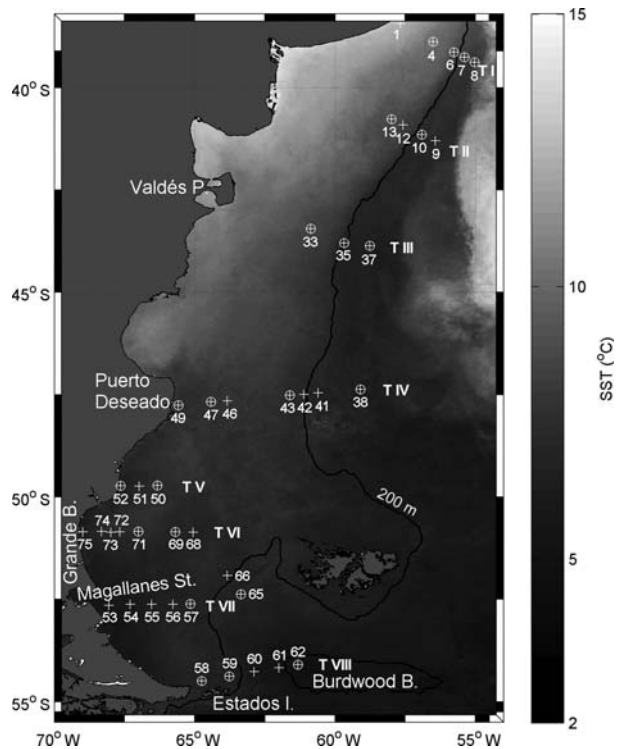 15
1
4
6
7
8
T I
40° S
13
12
10
9
T II
Valdés P.
33
35
37
T III
45° S
10
SST (°C)
Puerto
Deseado
49
47
46
43
42
41
38
T IV
52
51
50
T V
50° S
200 m
Grande B.
75
74
73
72
71
69
68
T VI
66
65
Magallanes St.
53
54
55
56
57
T VII
5
58
59
60
61
62
T VIII
Burdwood B.
Estados I.
55° S
2
70° W
65° W
60° W
55° W